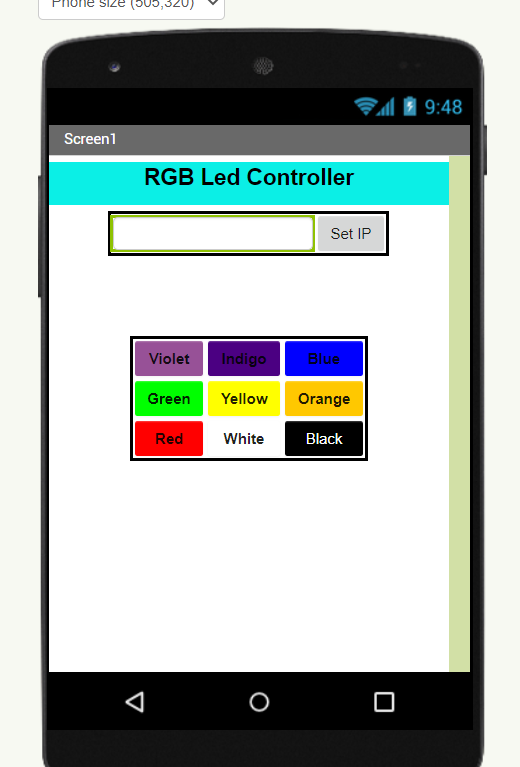 Phone size (505,320)
9:48
Screen1
RGB Led Controller
Set IP
Violet Indigo Blue
Green Yellow Orange
Red White Black